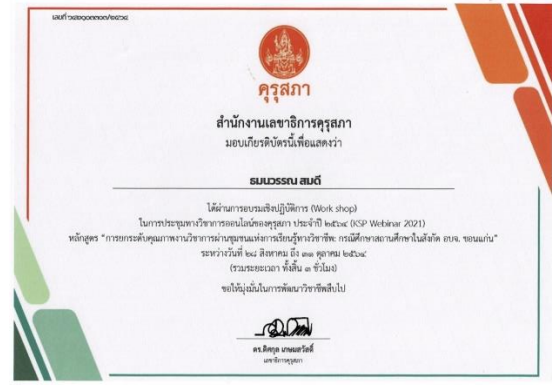 คุรุสภา
สำนักงานเลขาธิการคุรุสภา
มอบเกียรติบัตรนี้เพื่อแสดงว่า
ธมนวรรณ สมดี
ได้ผ่านการอบรมเชิงปฏิบัติการ (Work shop)
ในการประชุมทางวิชาการออนไลน์ของคุรุสภา ประจำปี ๒๕๖๔ (KSP Webinar 2021)
หลักสูตร "การยกระดับคุณภาพงานวิชาการผ่านชุมชนแห่งการเรียนรู้ทางวิชาชีพ: กรณีศึกษาสถานศึกษาในสังกัด อบจ. ขอนแก่น"
ระหว่างวันที่ ๒๘ สิงหาคม ถึง ๓๑ ตุลาคม ๒๕๖๔
(รวมระยะเวลา ทั้งสิ้น ๓ ชั่วโมง)
ขอให้มุ่งมั่นในการพัฒนาวิชาชีพสืบไป
ดร.ดิศกุล เกษมสวัสดิ์
เลขาธิการคุรุสภา